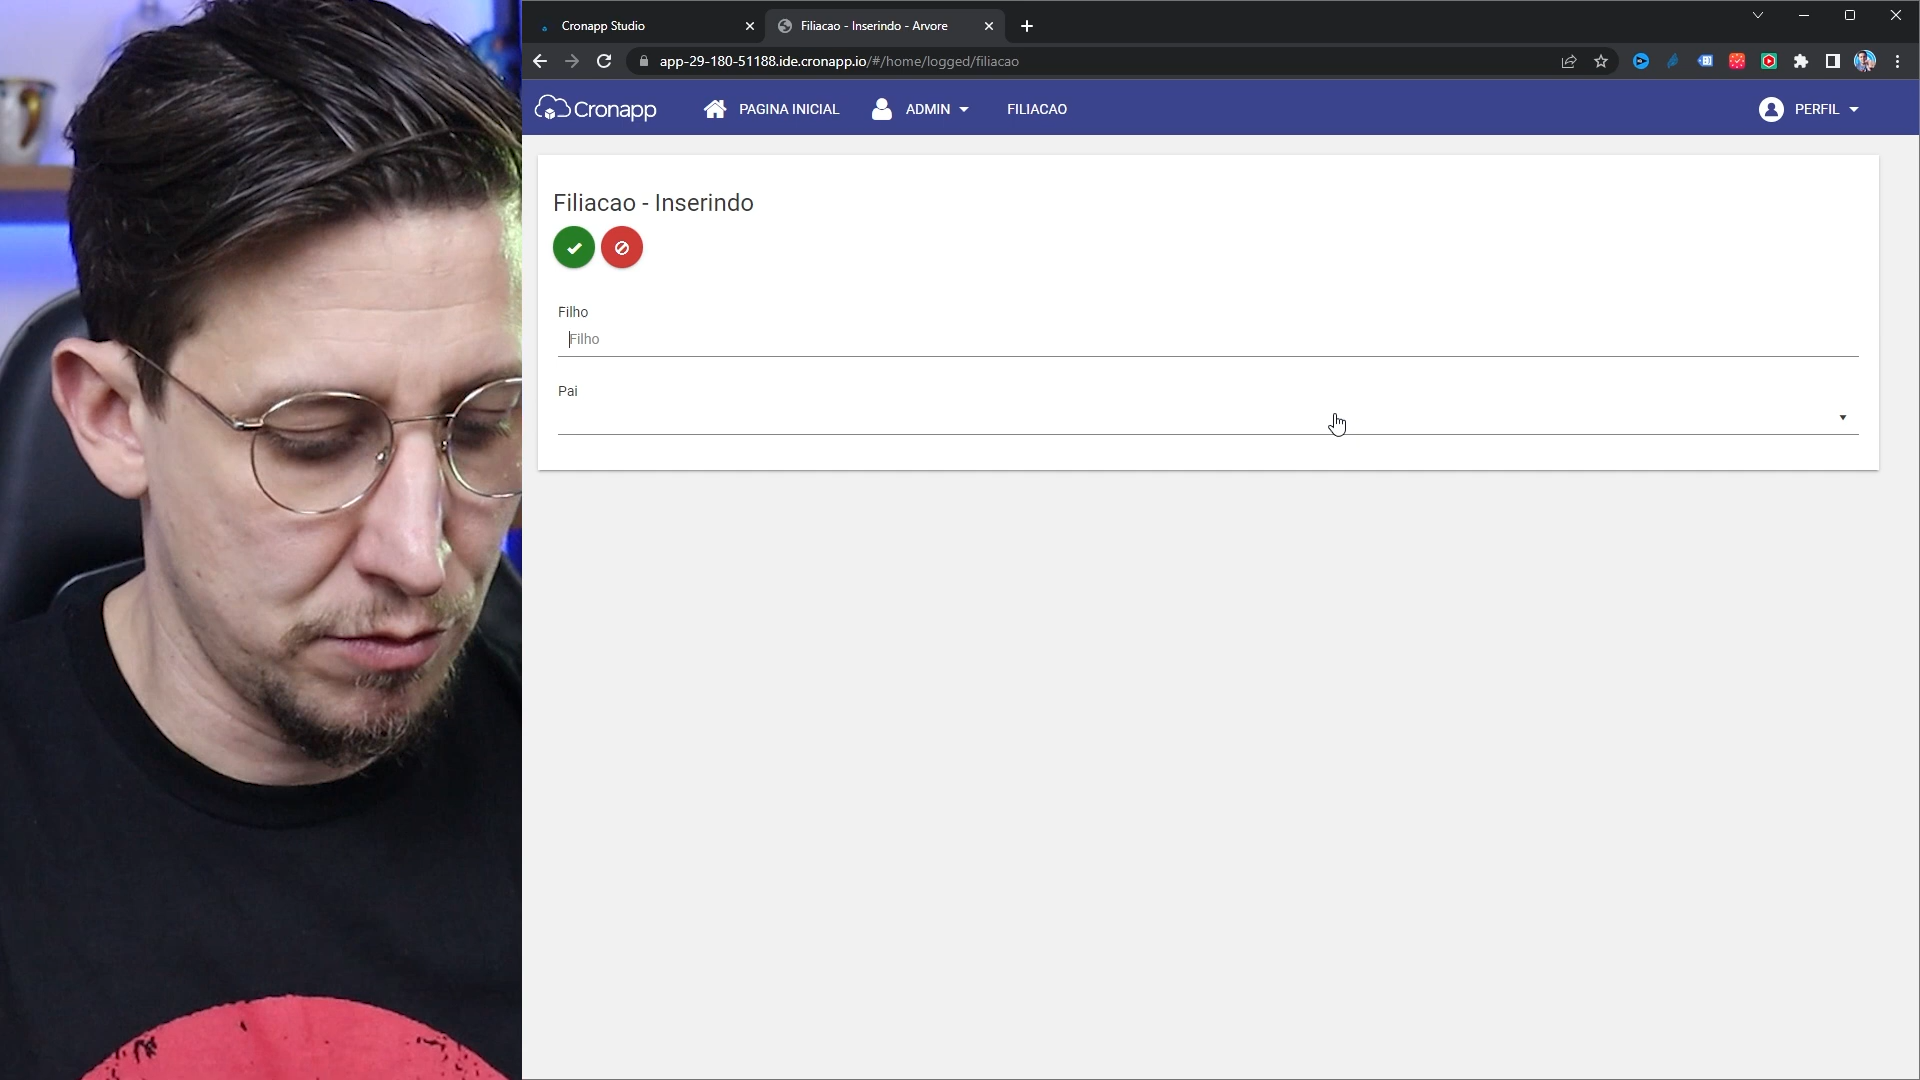 Cronapp Studio
Filiacao - Inserindo - Arvore
app-29-180-51188.ide.cronapp.io/#/home/logged/filiacao
Cronapp
PAGINA INICIAL
ADMIN
FILIACAO
PERFIL
Filiacao - Inserindo
Filho
Filho
Pai